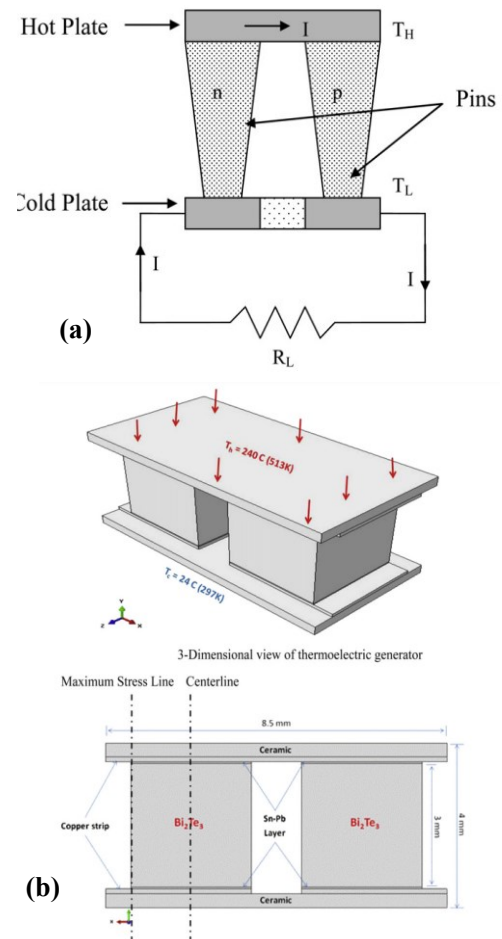 Hot Plate
I
T_H
n
p
Pins
Cold Plate
T_L
I
I
R_L
(a)
T_h = 240 C (513K)
T_c = 24 C (297K)
Y
Z
X
3-Dimensional view of thermoelectric generator
Maximum Stress Line Centerline
8.5 mm
Ceramic
Copper strip
Bi₂Te₃
Sn-Pb
Layer
Bi₂Te₃
3 mm
4 mm
Ceramic
(b)
X